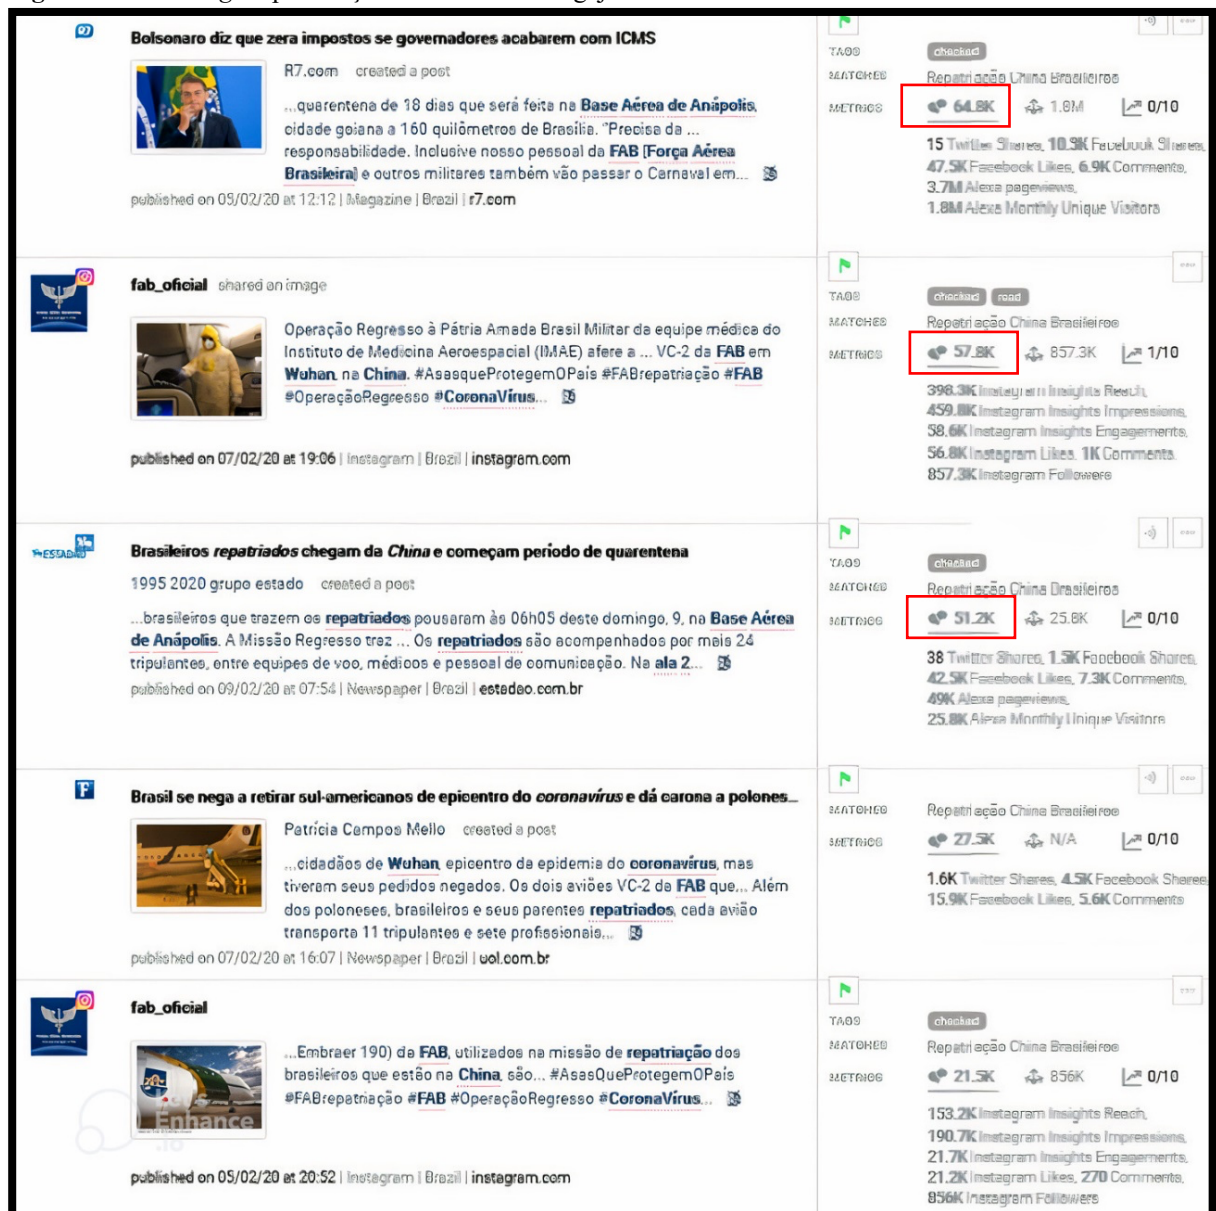 Bolsonaro diz que zera impostos se governadores acabarem com ICMS
R7.com created a post
...quarentena de 18 dias que será feita na Base Aérea de Anápolis,
cidade goiana a 160 quilômetros de Brasília. "Precisa da ...
responsabilidade. Inclusive nosso pessoal da FAB [Força Aérea
Brasileira] e outros militares também vão passar o Carnaval em...
published on 05/02/20 at 12:12 | Magazine | Brazil | r7.com
TAGS checked
MATCHES Repatriação China Brasileiros
METRICS 64.8K 1.8M 0/10
15 Twitter Shares, 10.9K Facebook Shares,
47.5K Facebook Likes, 6.9K Comments,
3.7M Alexa pageviews,
1.8M Alexa Monthly Unique Visitors
fab_oficial shared an image
Operação Regresso à Pátria Amada Brasil Militar da equipe médica do
Instituto de Medicina Aeroespacial (IMAE) afere a ... VC-2 da FAB em
Wuhan, na China. #AsasqueProtegemOPaís #FABrepatriação #FAB
#OperaçãoRegresso #CoronaVírus...
published on 07/02/20 at 19:06 | Instagram | Brazil | instagram.com
TAGS checked read
MATCHES Repatriação China Brasileiros
METRICS 57.8K 857.3K 1/10
398.3K Instagram Insights Reach,
459.8K Instagram Insights Impressions,
58.6K Instagram Insights Engagements,
56.8K Instagram Likes, 1K Comments,
857.3K Instagram Followers
ESTADÃO
Brasileiros repatriados chegam da China e começam período de quarentena
1995 2020 grupo estado created a post
...brasileiros que trazem os repatriados pousaram às 06h05 deste domingo, 9, na Base Aérea
de Anápolis. A Missão Regresso traz ... Os repatriados são acompanhados por mais 24
tripulantes, entre equipes de voo, médicos e pessoal de comunicação. Na ala 2...
published on 09/02/20 at 07:54 | Newspaper | Brazil | estadao.com.br
TAGS checked
MATCHES Repatriação China Brasileiros
METRICS 51.2K 25.8K 0/10
38 Twitter Shares, 1.5K Facebook Shares,
42.5K Facebook Likes, 7.3K Comments,
49K Alexa pageviews,
25.8K Alexa Monthly Unique Visitors
F
Brasil se nega a retirar sul-americanos de epicentro do coronavírus e dá carona a polones...
Patrícia Campos Mello created a post
...cidadãos de Wuhan, epicentro da epidemia do coronavírus, mas
tiveram seus pedidos negados. Os dois aviões VC-2 da FAB que... Além
dos poloneses, brasileiros e seus parentes repatriados, cada avião
transporta 11 tripulantes e sete profissionais,...
published on 07/02/20 at 16:07 | Newspaper | Brazil | uol.com.br
MATCHES Repatriação China Brasileiros
METRICS 27.5K N/A 0/10
1.6K Twitter Shares, 4.5K Facebook Shares,
15.9K Facebook Likes, 5.6K Comments
fab_oficial
...Embraer 190) da FAB, utilizados na missão de repatriação dos
brasileiros que estão na China, são... #AsasQueProtegemOPaís
#FABrepatriação #FAB #OperaçãoRegresso #CoronaVírus...
Enhance
.io
published on 05/02/20 at 20:52 | Instagram | Brazil | instagram.com
TAGS checked
MATCHES Repatriação China Brasileiros
METRICS 21.5K 856K 0/10
153.2K Instagram Insights Reach,
190.7K Instagram Insights Impressions,
21.7K Instagram Insights Engagements,
21.2K Instagram Likes, 270 Comments,
856K Instagram Followers